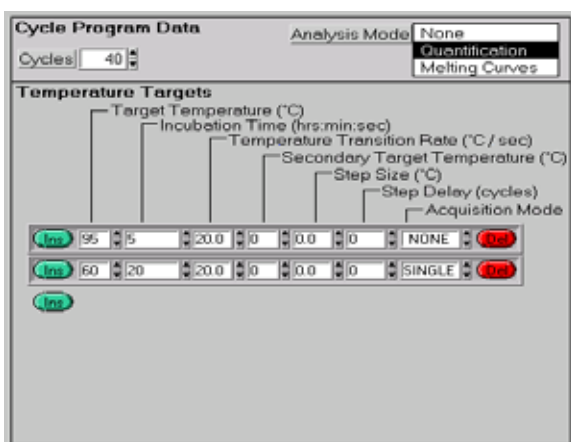 Cycle Program Data
Analysis Mode
None
Quantification
Melting Curves
Cycles 40
Temperature Targets
Target Temperature (°C)
Incubation Time (hrs:min:sec)
Temperature Transition Rate (°C / sec)
Secondary Target Temperature (°C)
Step Size (°C)
Step Delay (cycles)
Acquisition Mode
Ins 95 5 20.0 0 0.0 0 NONE Del
Ins 60 20 20.0 0 0.0 0 SINGLE Del
Ins